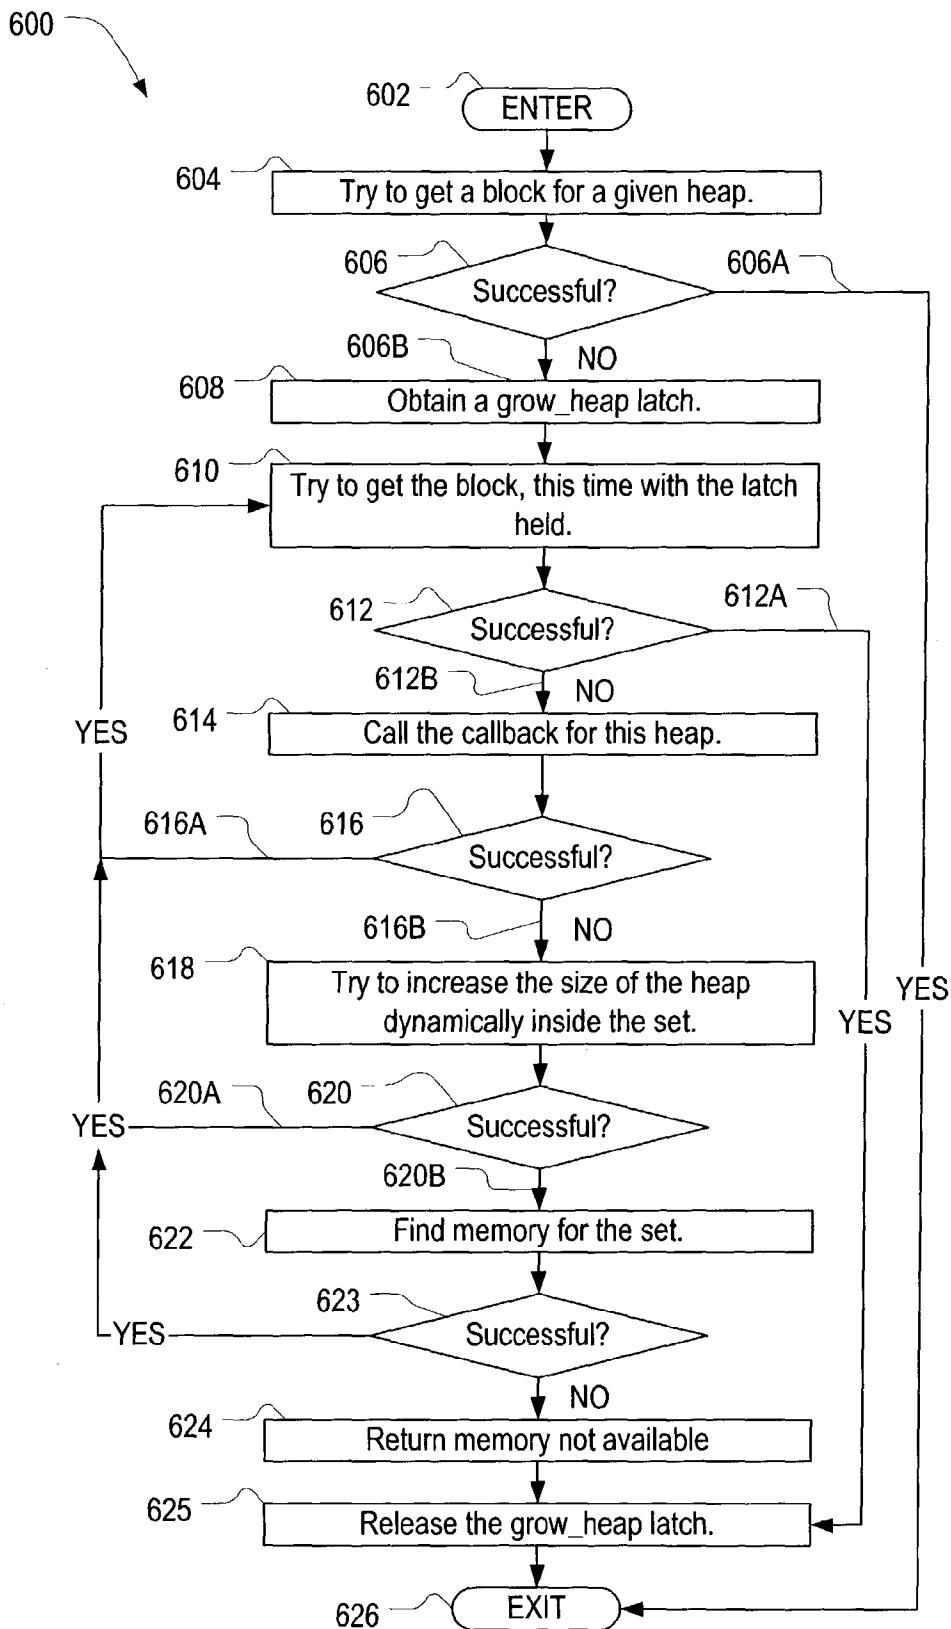 600
602
ENTER
604
Try to get a block for a given heap.
606
606A
Successful?
606B
NO
608
Obtain a grow_heap latch.
610
Try to get the block, this time with the latch
held.
612
612A
Successful?
612B
NO
614
Call the callback for this heap.
YES
616A
616
Successful?
616B
NO
618
Try to increase the size of the heap
dynamically inside the set.
YES
YES
620A
620
YES
Successful?
620B
622
Find memory for the set.
623
YES
Successful?
NO
624
Return memory not available
625
Release the grow_heap latch.
626
EXIT